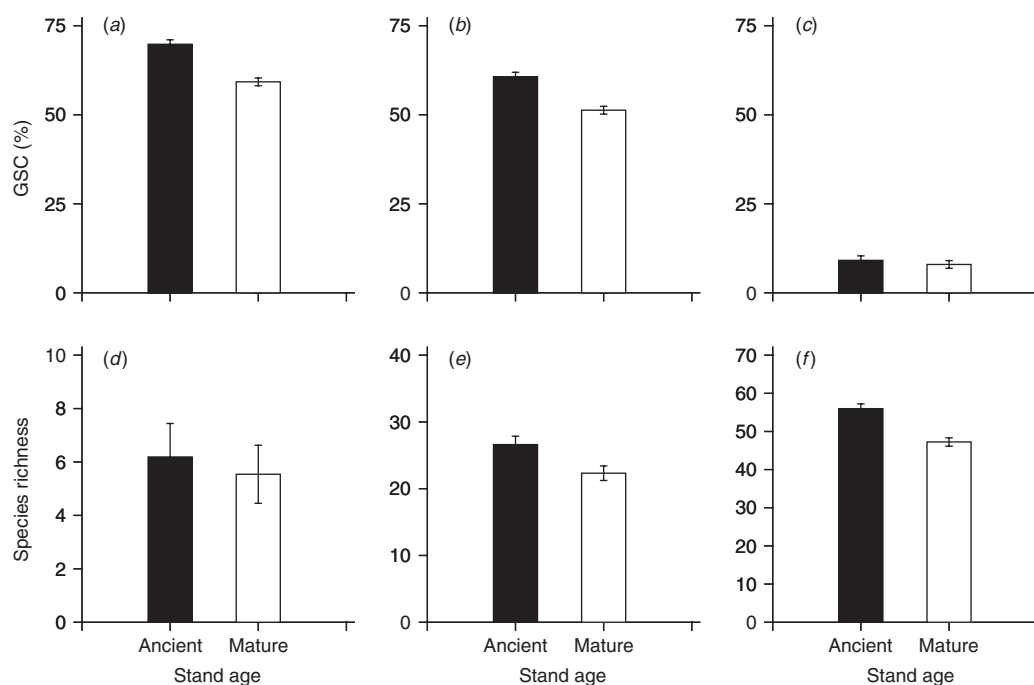 (a)
(b)
(c)
75
50
25
0
75
50
25
0
75
50
25
0
GSC (%)
(d)
(e)
(f)
10
8
6
4
2
0
40
30
20
10
0
70
60
50
40
30
20
10
0
Species richness
Ancient Mature
Ancient Mature
Ancient Mature
Stand age
Stand age
Stand age